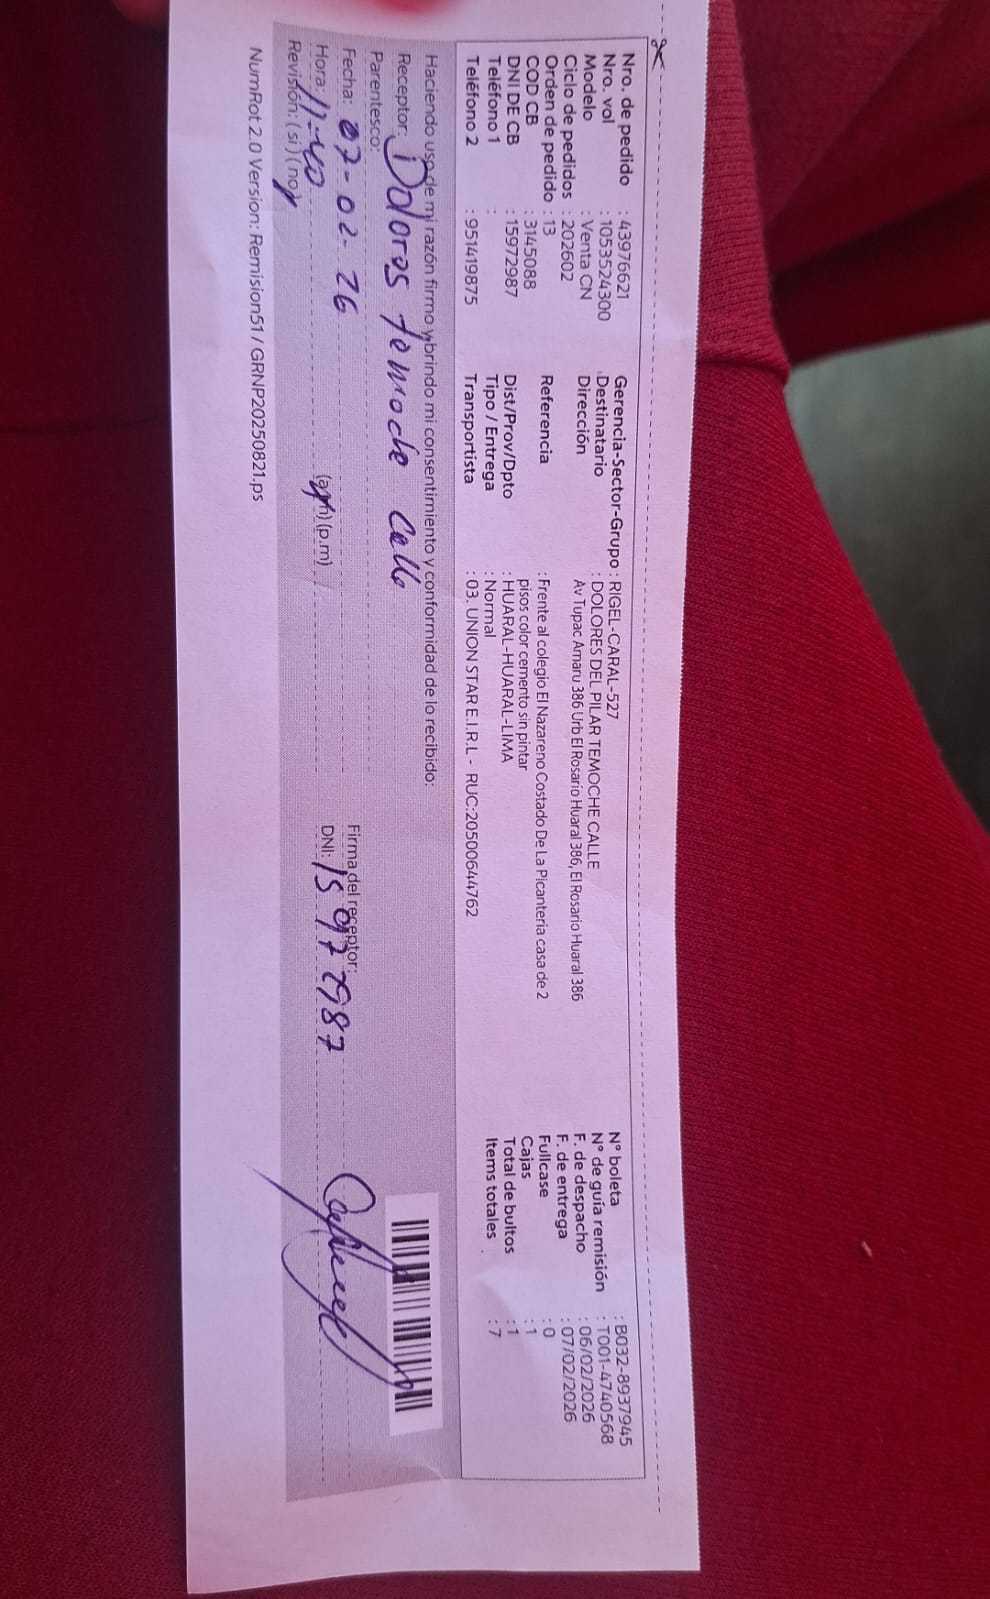 Nro. de pedido : 43976621
Nro. vol : 1053524300
Modelo : Venta CN
Ciclo de pedidos : 202602
Orden de pedido : 13
COD CB : 3145088
DNI DE CB : 15972987
Teléfono 1 :
Teléfono 2 : 951419875
Gerencia-Sector-Grupo : RIGEL-CARAL-527
Destinatario : DOLORES DEL PILAR TEMOCHE CALLE
Dirección Av Tupac Amaru 386 Urb El Rosario Huaral 386, El Rosario Huaral 386
Referencia : Frente al colegio El Nazareno Costado De La Picanteria casa de 2
pisos color cemento sin pintar
Dist/Prov/Dpto : HUARAL-HUARAL-LIMA
Tipo / Entrega : Normal
Transportista : 03. UNION STAR E.I.R.L - RUC:20500644762
N° boleta : B032-8937945
N° de guía remisión : T001-4740568
F. de despacho : 06/02/2026
F. de entrega : 07/02/2026
Fullcase : 0
Cajas : 1
Total de bultos : 1
Items totales : 7
Haciendo uso de mi razón firmo y brindo mi consentimiento y conformidad de lo recibido:
Receptor: Dolores Temoche Calle
Parentesco:
Fecha: 07-02-26
Firma del receptor:
Hora: 11-40 (a.m) (p.m)
DNI: 15972987
Revisión: (si) (no)
NumRot 2.0 Version: Remision51 / GRNP20250821.ps